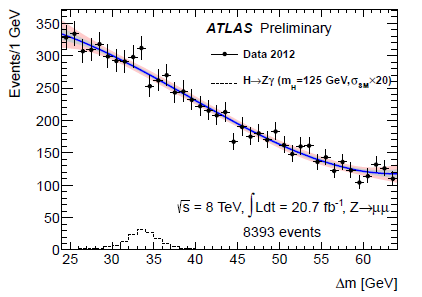 Events/1 GeV
350
300
250
200
150
100
50
0
ATLAS Preliminary
Data 2012
H→Zγ (m_H=125 GeV,σ_SM×20)
√s = 8 TeV, ∫Ldt = 20.7 fb⁻¹, Z→μμ
8393 events
25 30 35 40 45 50 55 60
Δm [GeV]